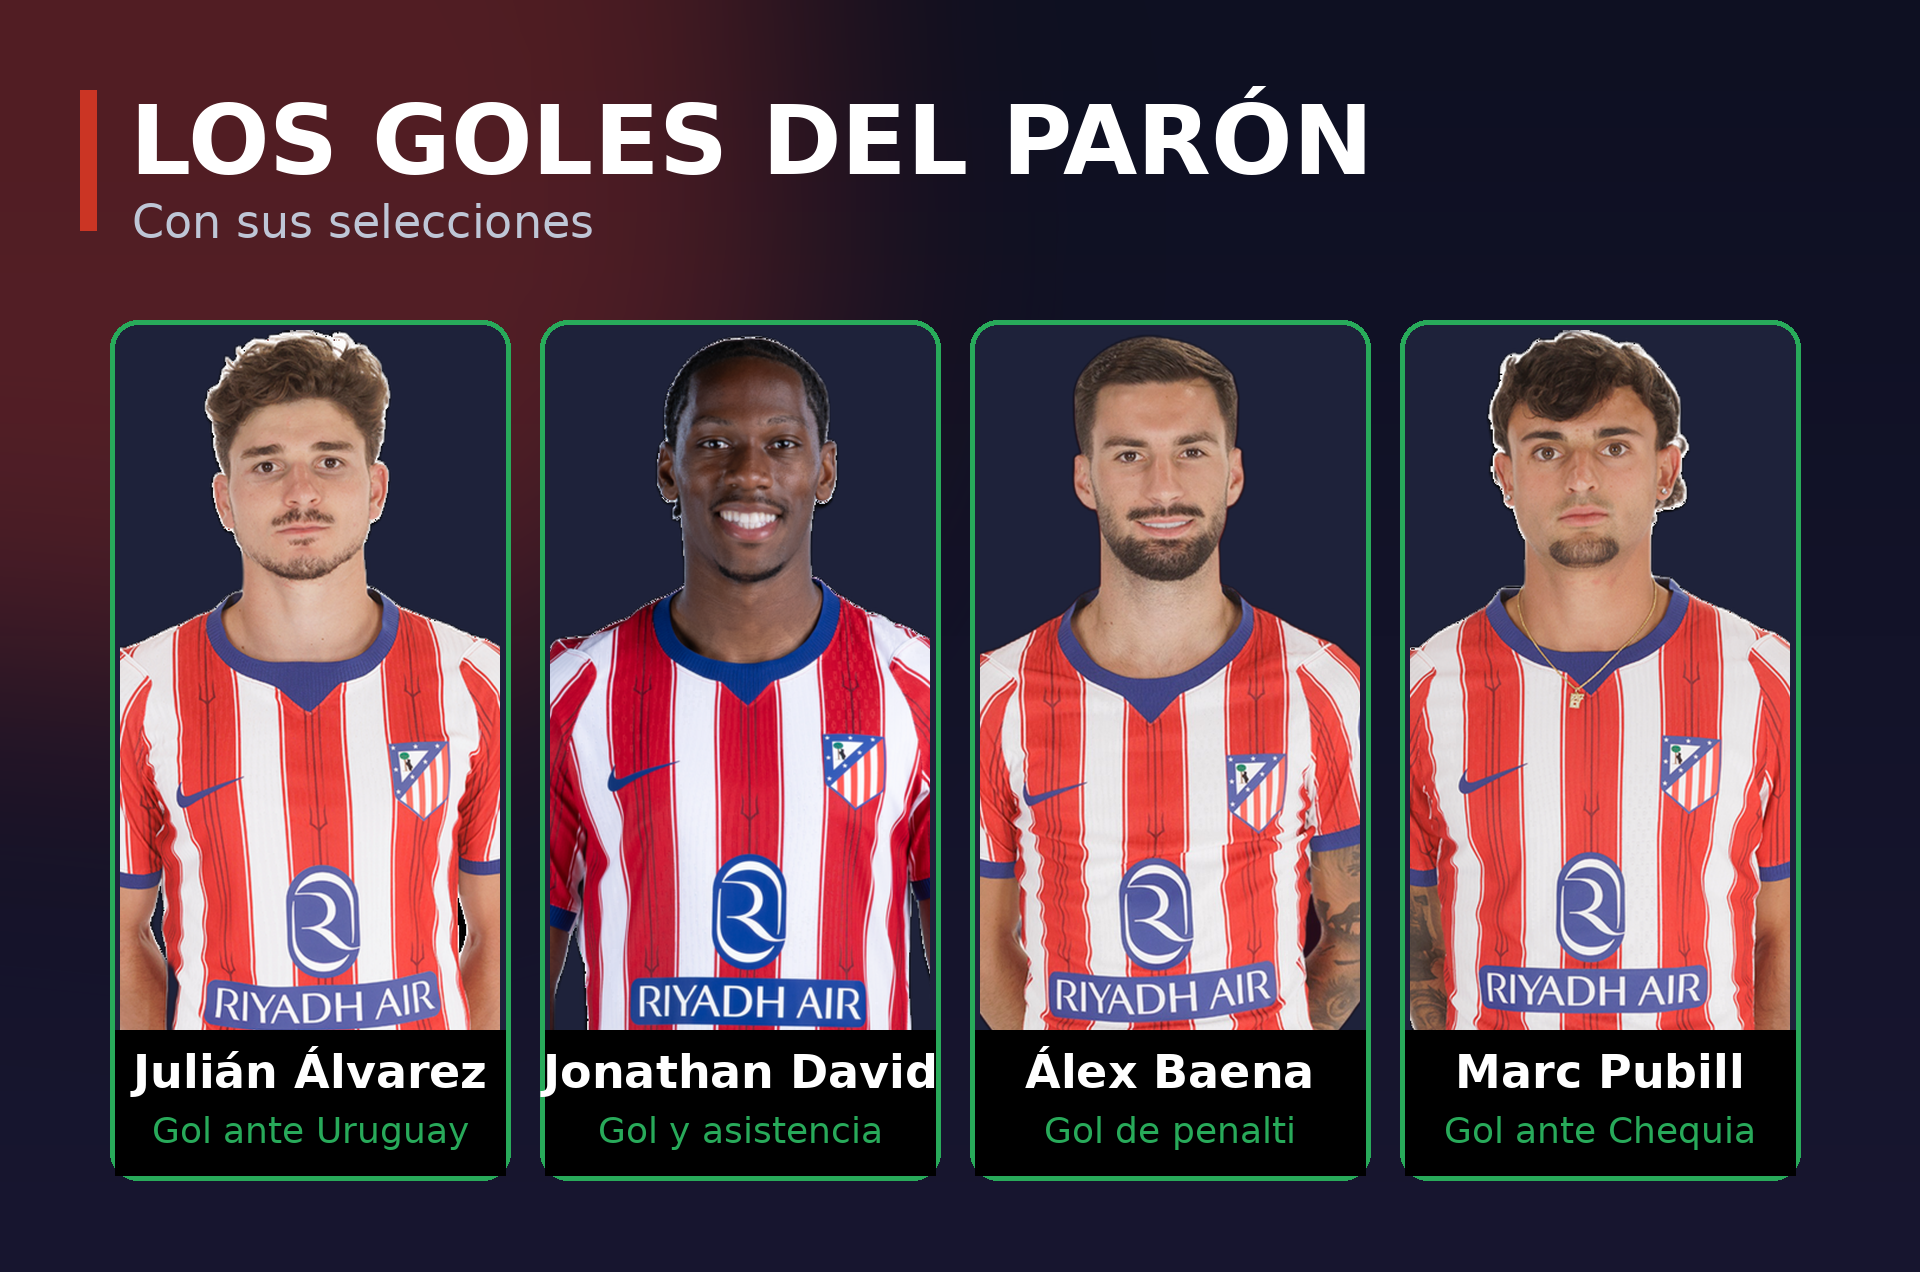 LOS GOLES DEL PARÓN
Con sus selecciones
RIYADH AIR
RIYADH AIR
RIYADH AIR
RIYADH AIR
Julián Álvarez
Gol ante Uruguay
Jonathan David
Gol y asistencia
Álex Baena
Gol de penalti
Marc Pubill
Gol ante Chequia